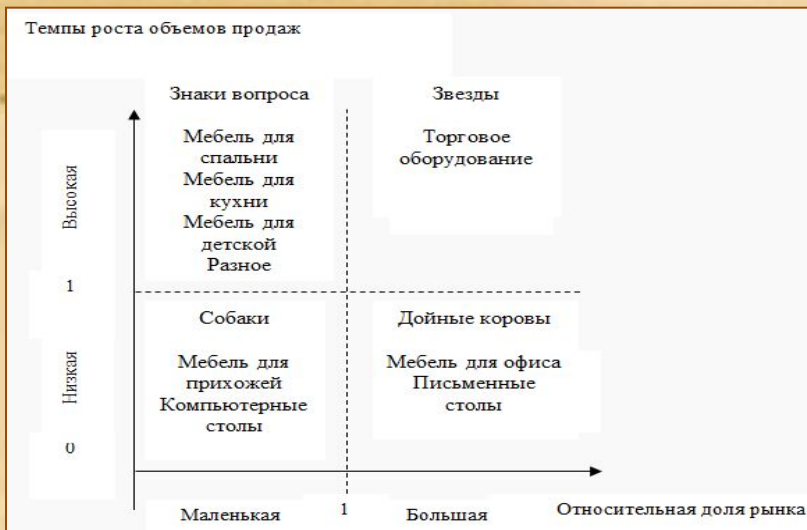 Темпы роста объемов продаж
Знаки вопроса
Мебель для
спальни
Мебель для
кухни
Мебель для
детской
Разное
Звезды
Торговое
оборудование
Высокая
1
Собаки
Мебель для
прихожей
Компьютерные
столы
Дойные коровы
Мебель для офиса
Письменные
столы
Низкая
0
Маленькая
1
Большая
Относительная доля рынка